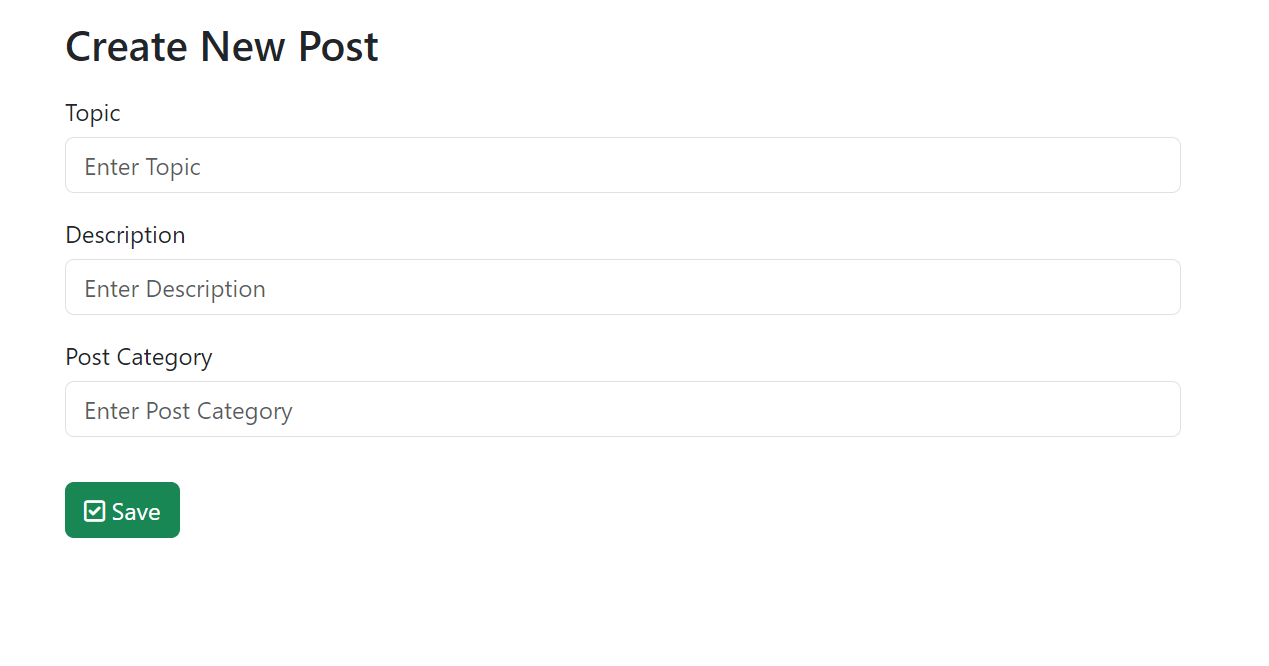 Create New Post
Topic
Enter Topic
Description
Enter Description
Post Category
Enter Post Category
Save